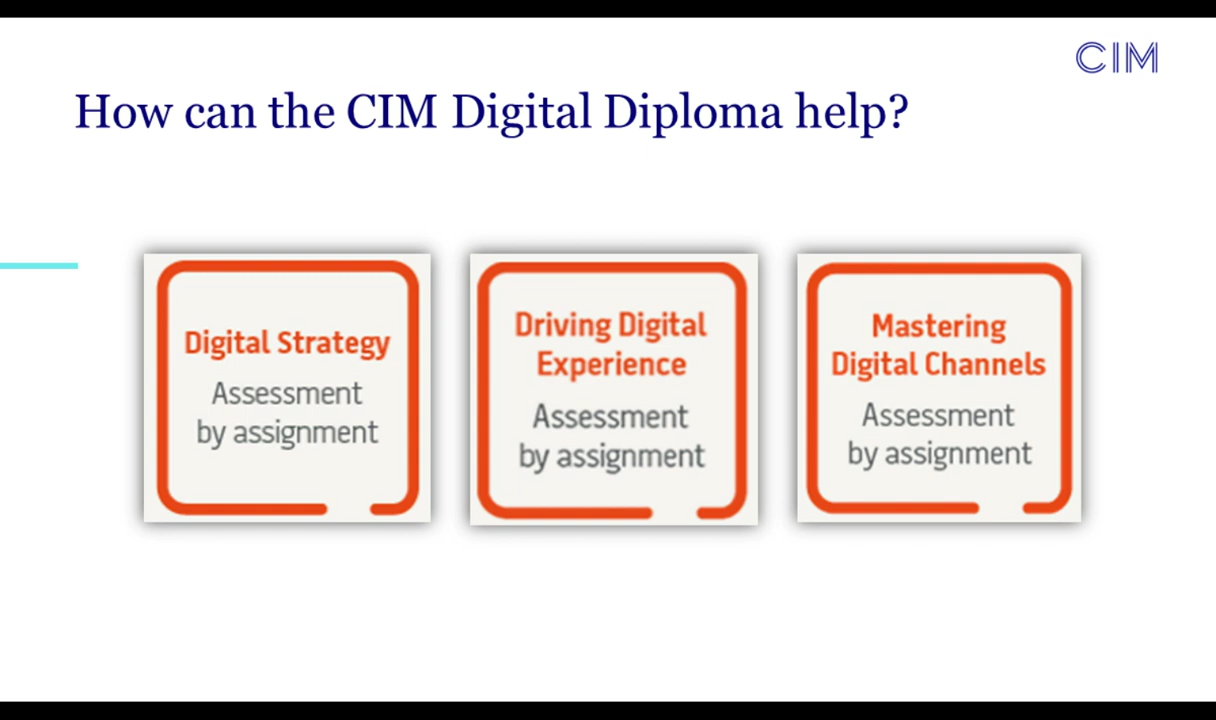 CIM
How can the CIM Digital Diploma help?
Digital Strategy
Assessment
by assignment
Driving Digital
Experience
Assessment
by assignment
Mastering
Digital Channels
Assessment
by assignment